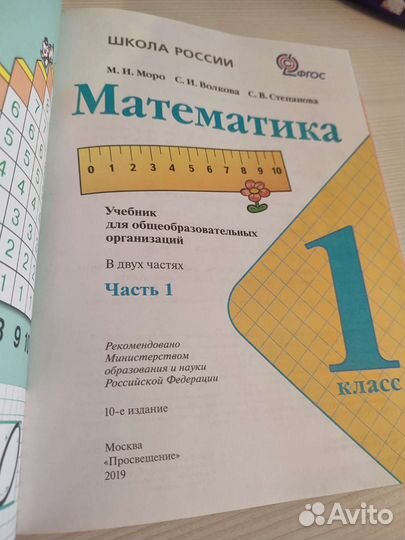 ШКОЛА РОССИИ
ФГОС
М. И. Моро С. И. Волкова С. В. Степанова
Математика
0 1 2 3 4 5 6 7 8 9 10
Учебник
для общеобразовательных
организаций
В двух частях
Часть 1
1
класс
Рекомендовано
Министерством
образования и науки
Российской Федерации
10-е издание
Москва
«Просвещение»
2019
Avito